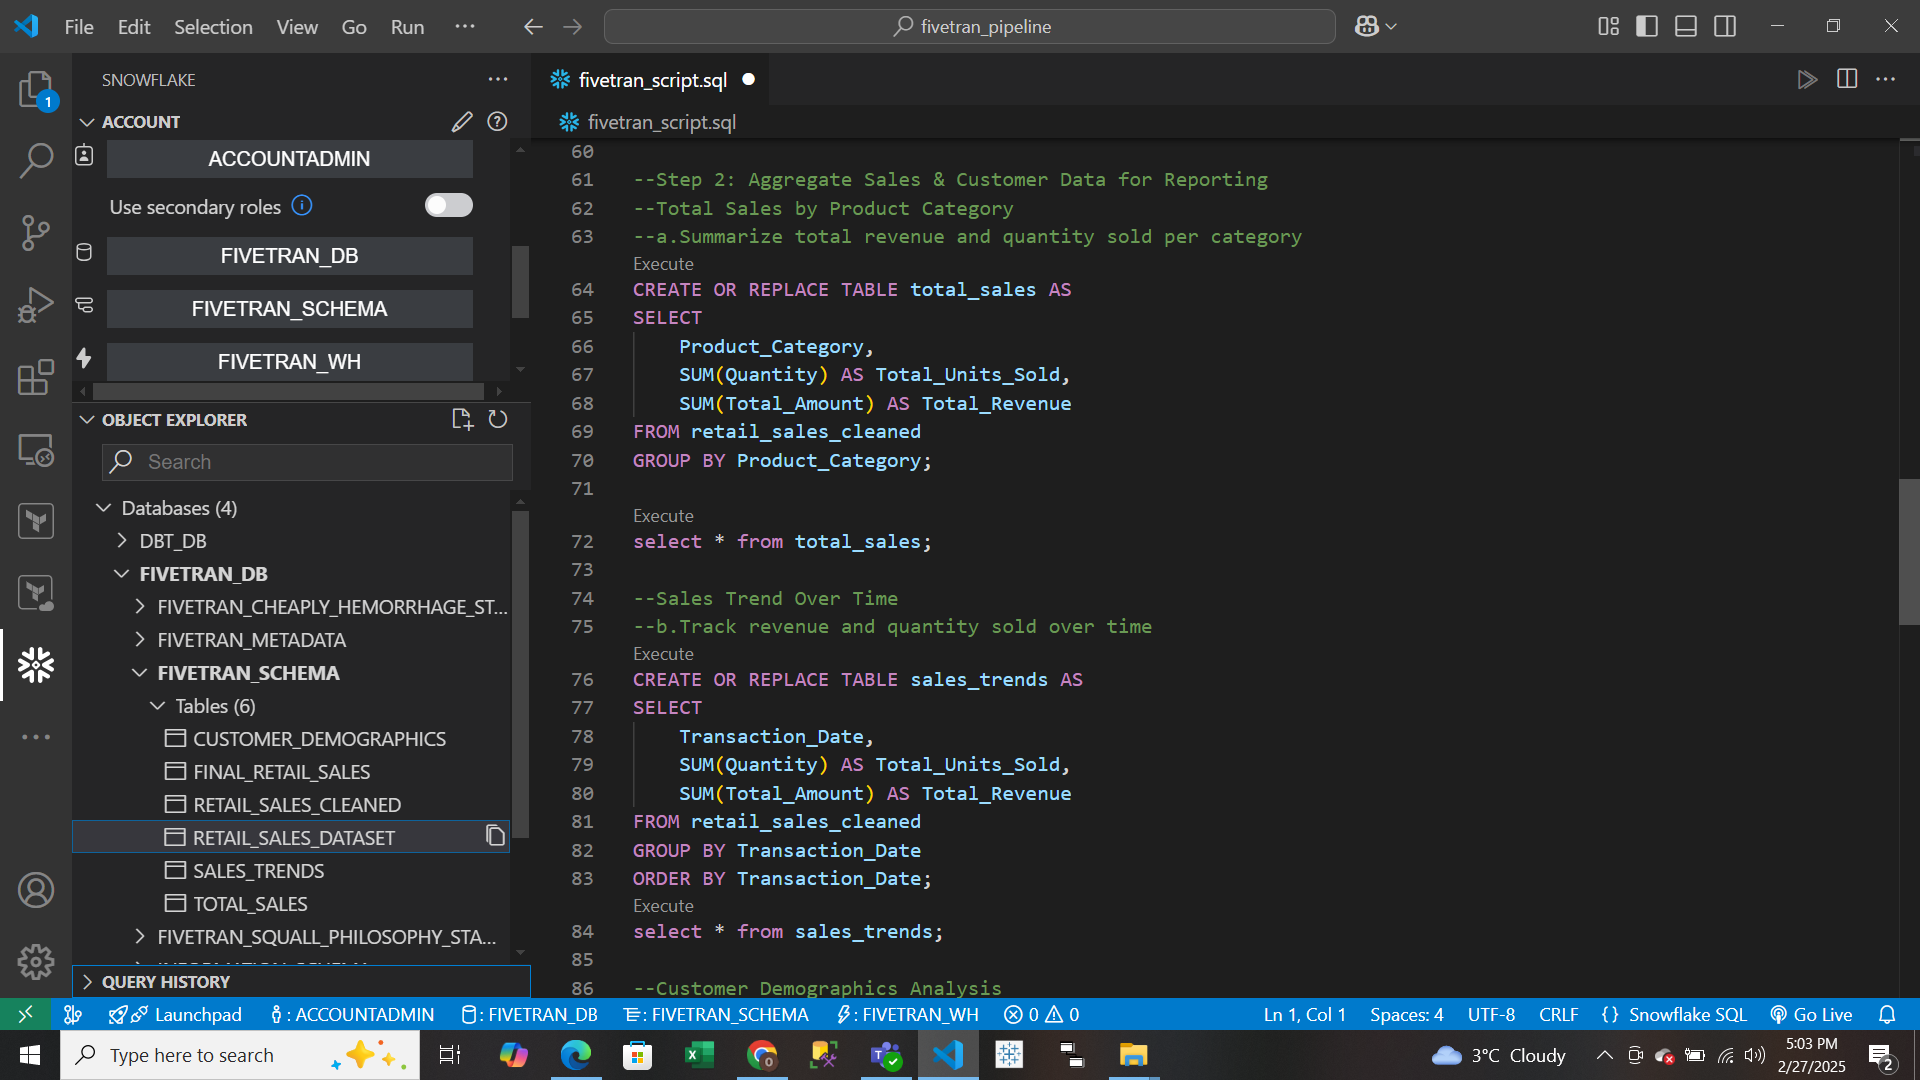 File Edit Selection View Go Run ···
fivetran_pipeline
SNOWFLAKE
ACCOUNT
ACCOUNTADMIN
Use secondary roles
FIVETRAN_DB
FIVETRAN_SCHEMA
FIVETRAN_WH
OBJECT EXPLORER
Search
Databases (4)
DBT_DB
FIVETRAN_DB
FIVETRAN_CHEAPLY_HEMORRHAGE_ST...
FIVETRAN_METADATA
FIVETRAN_SCHEMA
Tables (6)
CUSTOMER_DEMOGRAPHICS
FINAL_RETAIL_SALES
RETAIL_SALES_CLEANED
RETAIL_SALES_DATASET
SALES_TRENDS
TOTAL_SALES
FIVETRAN_SQUALL_PHILOSOPHY_STA...
QUERY HISTORY
1
fivetran_script.sql
fivetran_script.sql
60
61 --Step 2: Aggregate Sales & Customer Data for Reporting
62 --Total Sales by Product Category
63 --a.Summarize total revenue and quantity sold per category
Execute
64 CREATE OR REPLACE TABLE total_sales AS
65 SELECT
66 Product_Category,
67 SUM(Quantity) AS Total_Units_Sold,
68 SUM(Total_Amount) AS Total_Revenue
69 FROM retail_sales_cleaned
70 GROUP BY Product_Category;
71
Execute
72 select * from total_sales;
73
74 --Sales Trend Over Time
75 --b.Track revenue and quantity sold over time
Execute
76 CREATE OR REPLACE TABLE sales_trends AS
77 SELECT
78 Transaction_Date,
79 SUM(Quantity) AS Total_Units_Sold,
80 SUM(Total_Amount) AS Total_Revenue
81 FROM retail_sales_cleaned
82 GROUP BY Transaction_Date
83 ORDER BY Transaction_Date;
Execute
84 select * from sales_trends;
85
86 --Customer Demographics Analysis
Launchpad : ACCOUNTADMIN : FIVETRAN_DB : FIVETRAN_SCHEMA : FIVETRAN_WH 0 0 Ln 1, Col 1 Spaces: 4 UTF-8 CRLF {} Snowflake SQL Go Live
Type here to search
3°C Cloudy
5:03 PM
2/27/2025
2